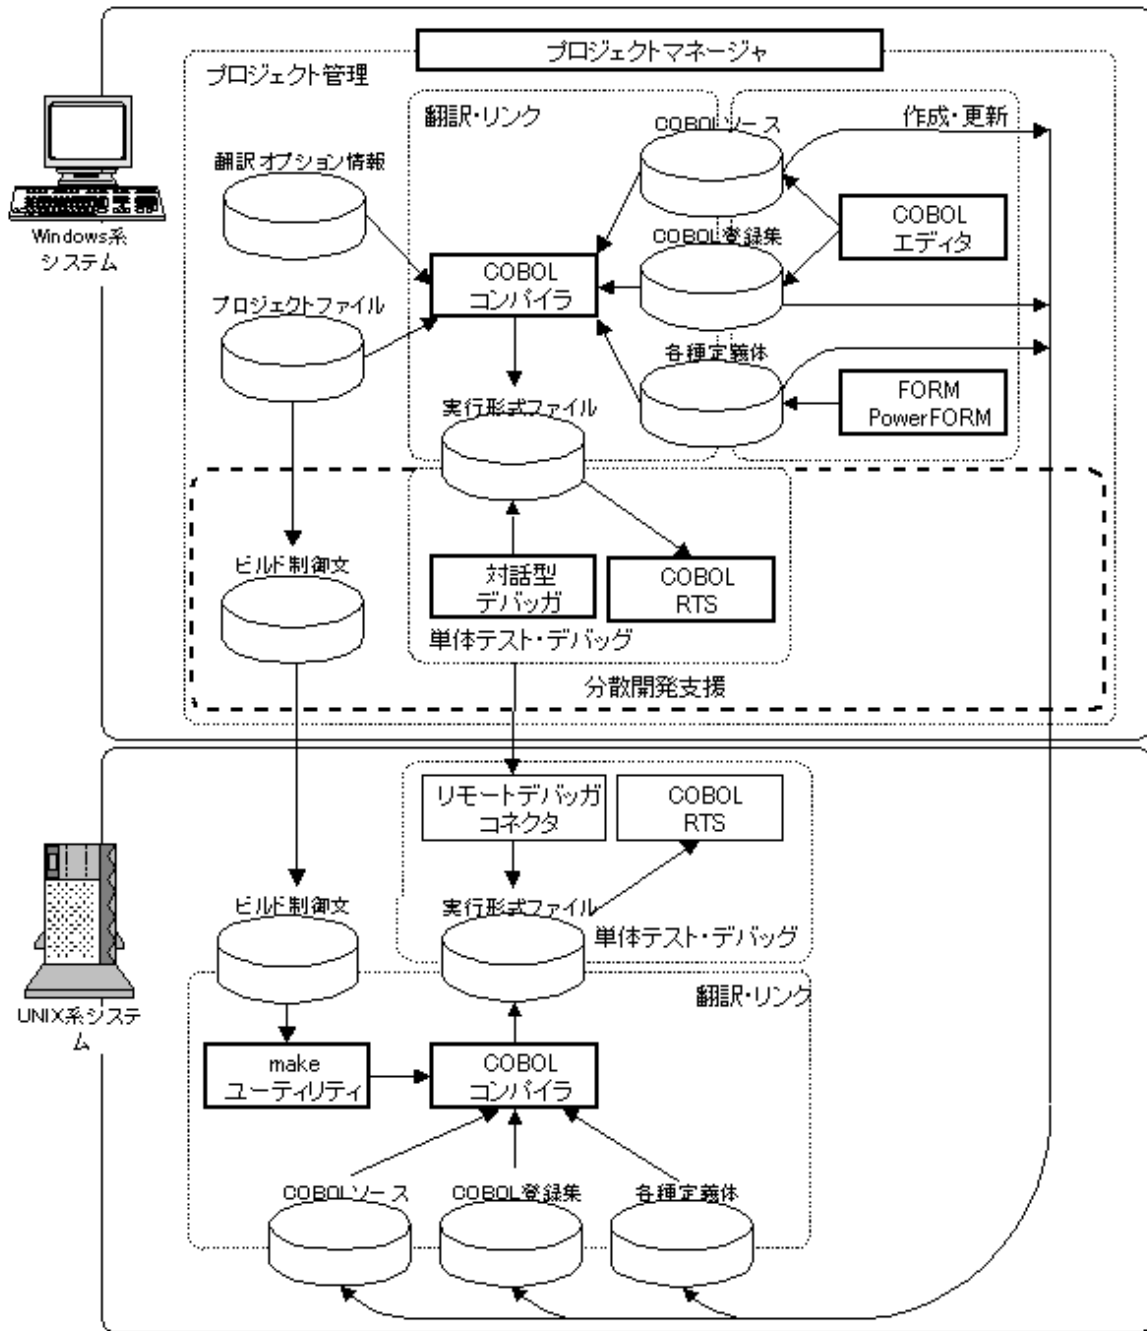 プロジェクトマネージャ
プロジェクト管理
翻訳・リンク
COBOLソース
作成・更新
翻訳オプション情報
COBOL
エディタ
Windows系
システム
COBOL登録集
COBOL
コンパイラ
プロジェクトファイル
各種定義体
実行形式ファイル
FORM
PowerFORM
ビルド制御文
対話型
デバッガ
COBOL
RTS
単体テスト・デバッグ
分散開発支援
リモートデバッガ
コネクタ
COBOL
RTS
ビルド制御文
実行形式ファイル
単体テスト・デバッグ
翻訳・リンク
UNIX系システ
ム
make
ユーティリティ
COBOL
コンパイラ
COBOLソース
COBOL登録集
各種定義体